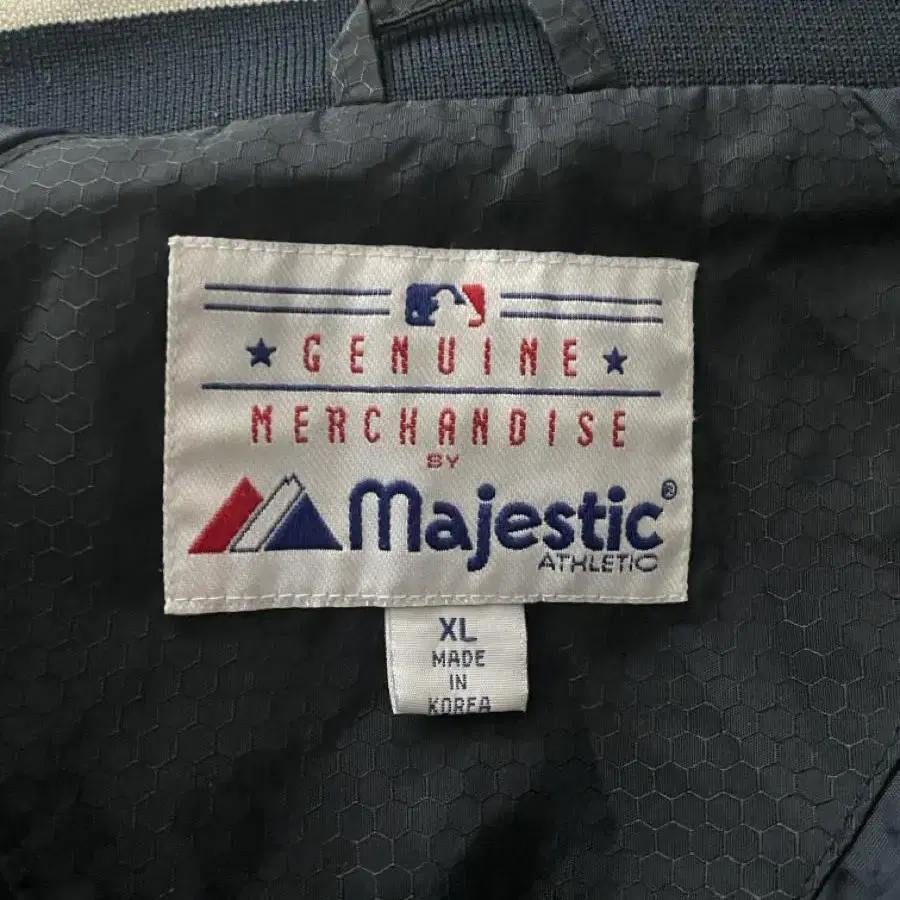 GENUINE
MERCHANDISE
BY
Majestic®
ATHLETIC
XL
MADE
IN
KOREA